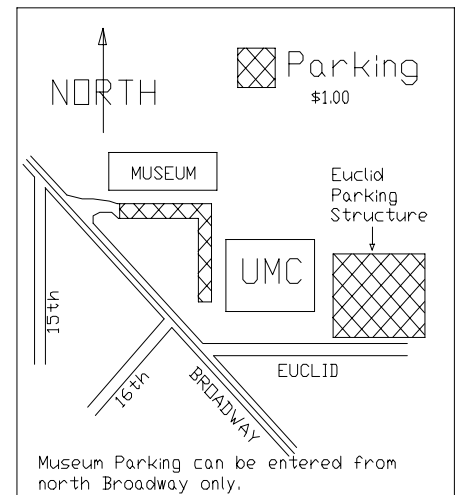 NORTH
Parking
$1.00
MUSEUM
Euclid
Parking
Structure
UMC
15th
16th
BROADWAY
EUCLID
Museum Parking can be entered from
north Broadway only.